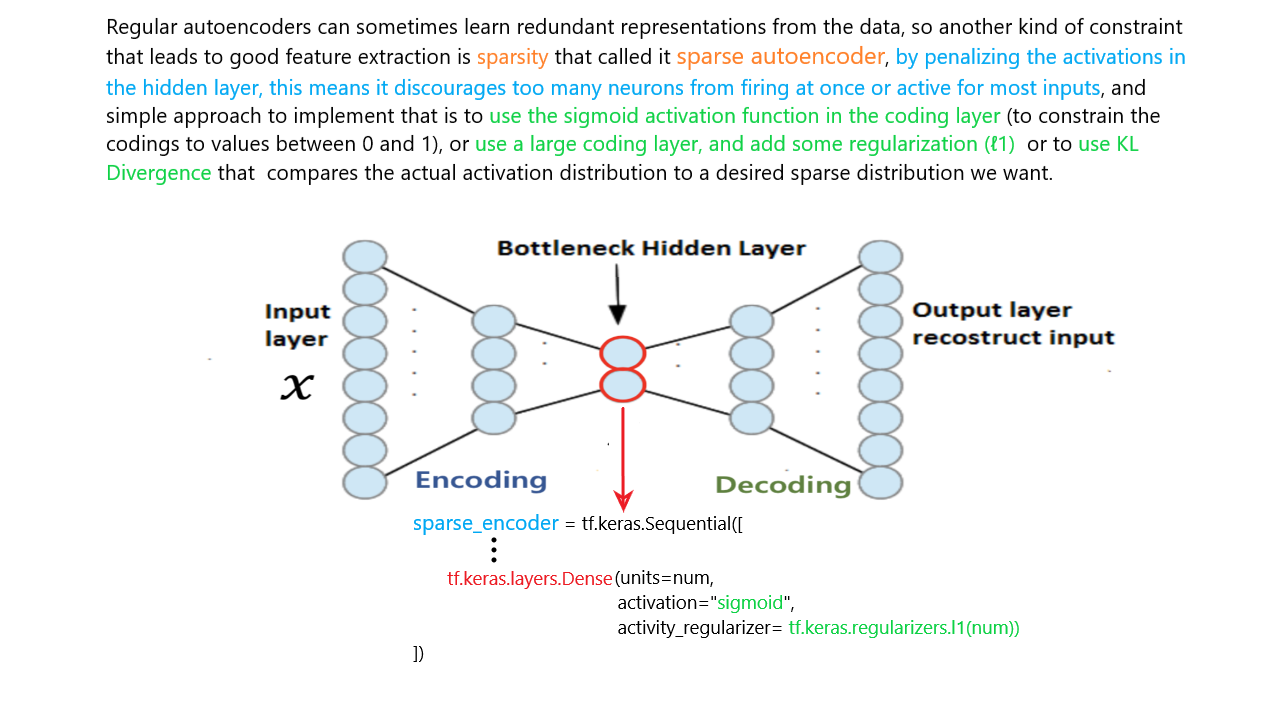 Regular autoencoders can sometimes learn redundant representations from the data, so another kind of constraint
that leads to good feature extraction is sparsity that called it sparse autoencoder, by penalizing the activations in
the hidden layer, this means it discourages too many neurons from firing at once or active for most inputs, and
simple approach to implement that is to use the sigmoid activation function in the coding layer (to constrain the
codings to values between 0 and 1), or use a large coding layer, and add some regularization (ℓ1)  or to use KL
Divergence that  compares the actual activation distribution to a desired sparse distribution we want.
Bottleneck Hidden Layer
Input
layer
x
Output layer
recostruct input
Encoding
Decoding
sparse_encoder = tf.keras.Sequential([
tf.keras.layers.Dense(units=num,
activation="sigmoid",
activity_regularizer= tf.keras.regularizers.l1(num))
])